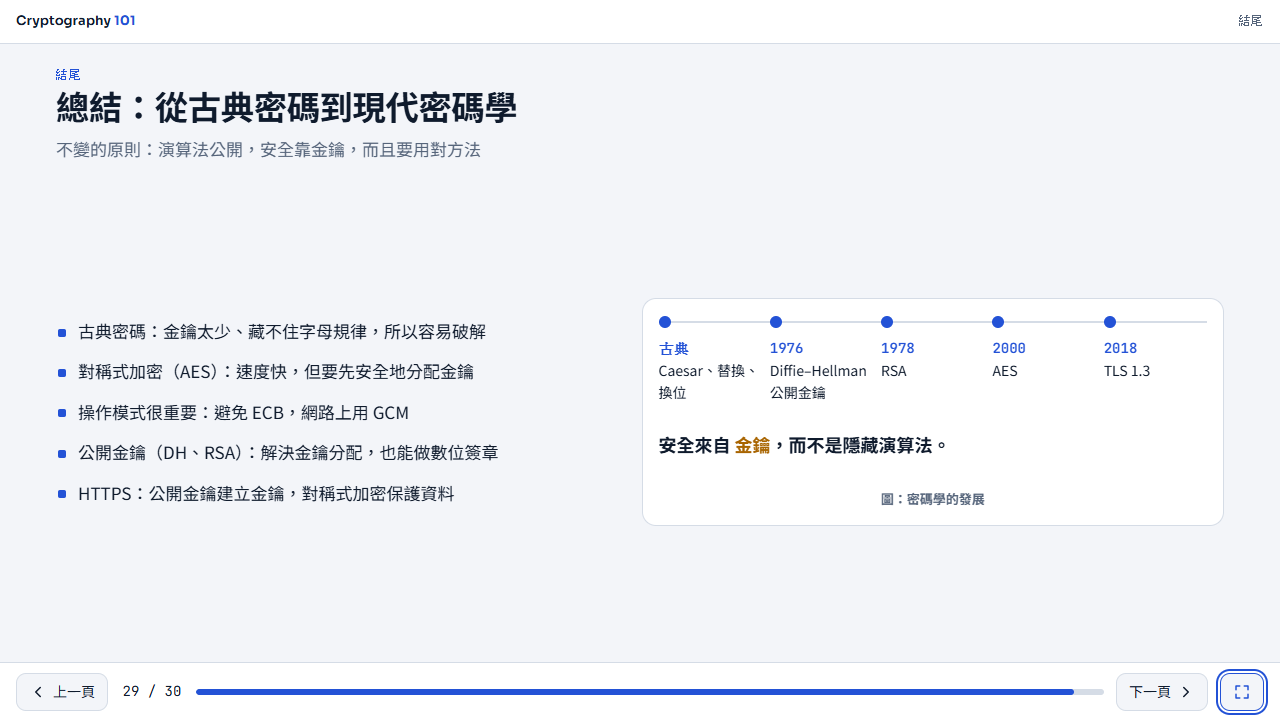 Cryptography 101
結尾
結尾
總結：從古典密碼到現代密碼學
不變的原則：演算法公開，安全靠金鑰，而且要用對方法
古典密碼：金鑰太少、藏不住字母規律，所以容易破解
對稱式加密（AES）：速度快，但要先安全地分配金鑰
操作模式很重要：避免 ECB，網路上用 GCM
公開金鑰（DH、RSA）：解決金鑰分配，也能做數位簽章
HTTPS：公開金鑰建立金鑰，對稱式加密保護資料
古典
Caesar、替換、
換位
1976
Diffie–Hellman
公開金鑰
1978
RSA
2000
AES
2018
TLS 1.3
安全來自 金鑰，而不是隱藏演算法。
圖：密碼學的發展
上一頁
29 / 30
下一頁